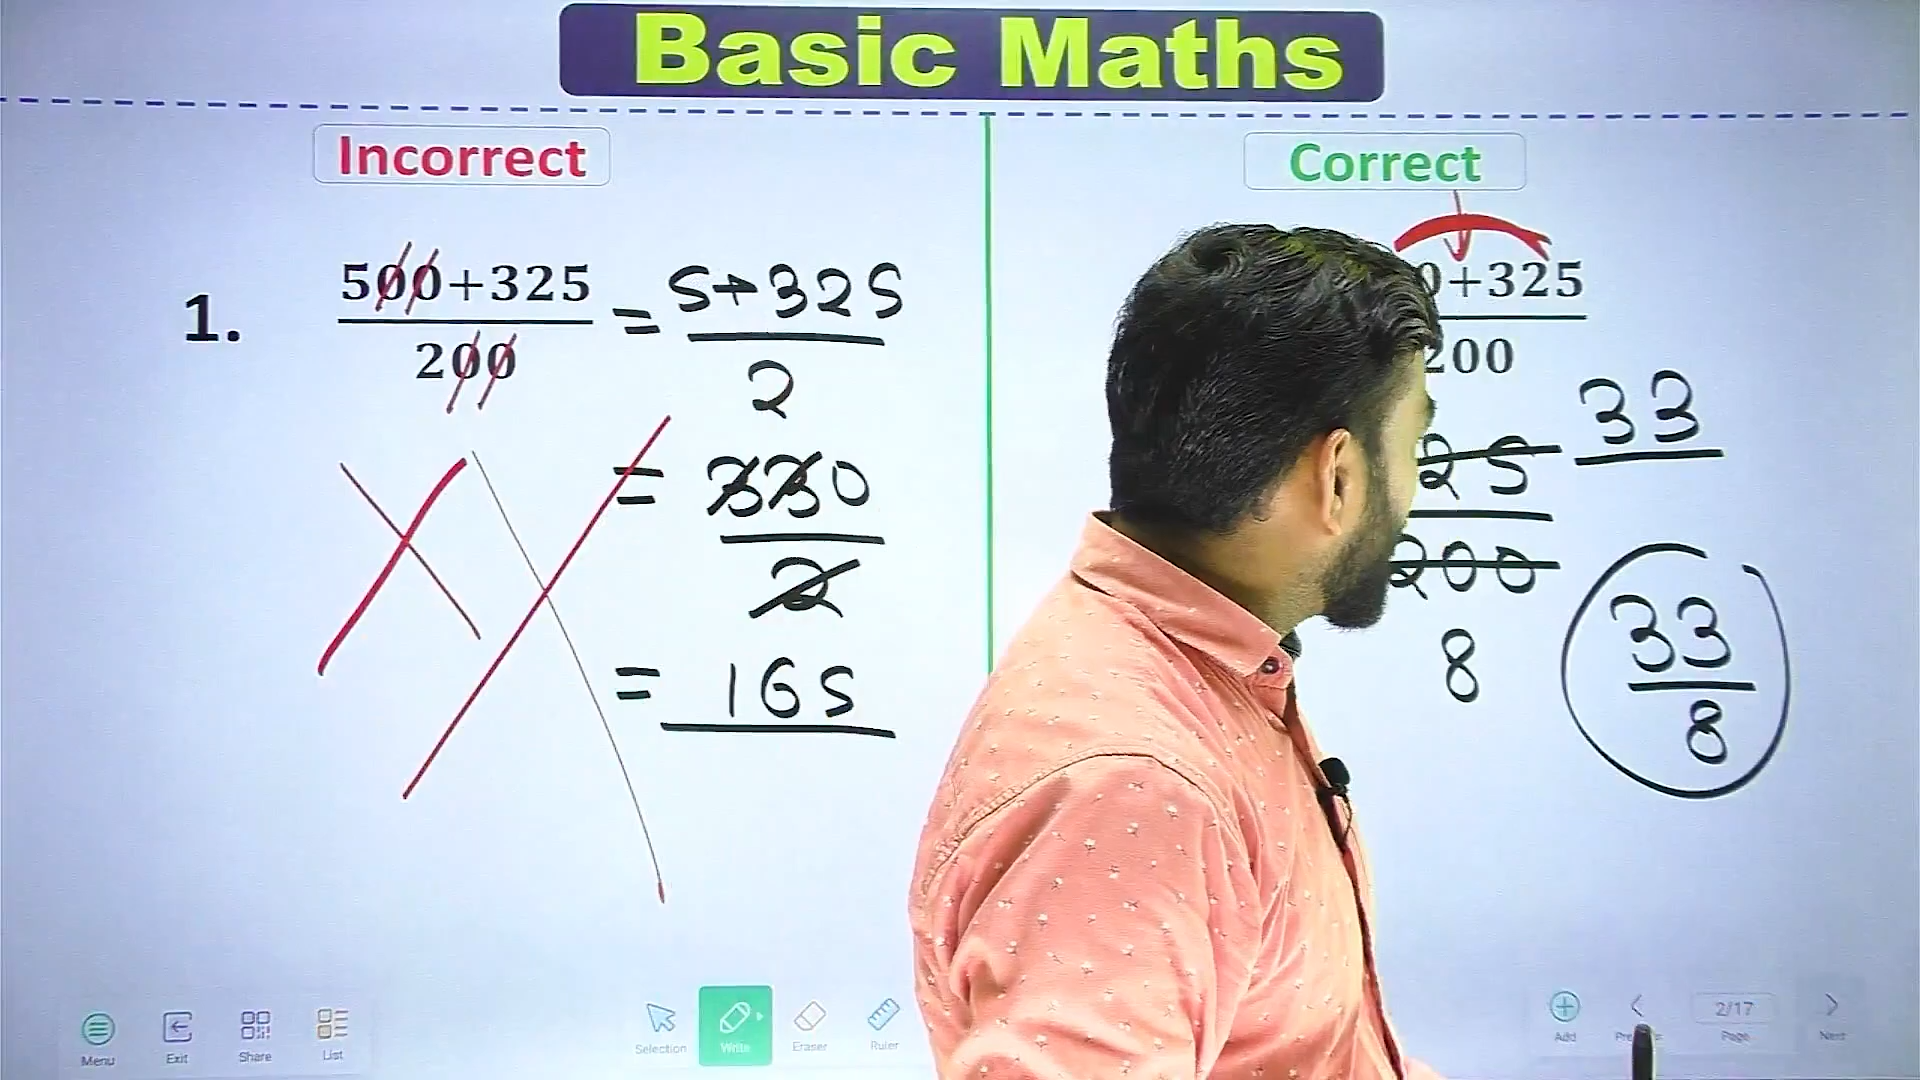 Basic Maths
Incorrect
Correct
1.
500+325
200
= 5+325
2
= 330
2
= 165
0+325
200
25
200
8
33
33
8
Menu
Exit
Share
List
Selection
Write
Eraser
Ruler
Add
2/17
Page
Next